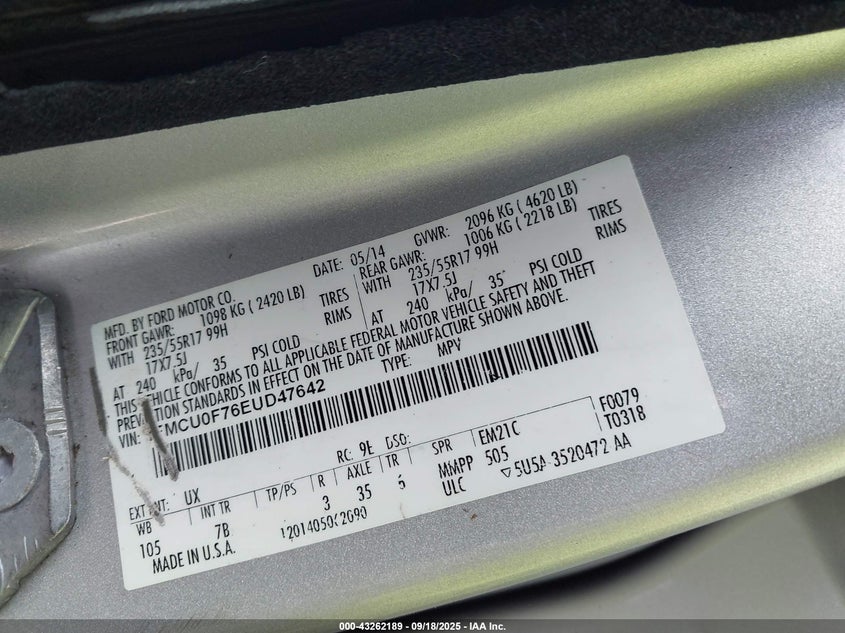 MFD. BY FORD MOTOR CO.
DATE: 05/14
GVWR: 2096 KG ( 4620 LB)
FRONT GAWR: 1098 KG ( 2420 LB)
REAR GAWR: 1006 KG ( 2218 LB)
WITH 235/55R17 99H TIRES
WITH 235/55R17 99H TIRES
17X7.5J RIMS
17X7.5J RIMS
AT 240 kPa/ 35 PSI COLD
AT 240 kPa/ 35 PSI COLD
THIS VEHICLE CONFORMS TO ALL APPLICABLE FEDERAL MOTOR VEHICLE SAFETY AND THEFT
PREVENTION STANDARDS IN EFFECT ON THE DATE OF MANUFACTURE SHOWN ABOVE.
VIN: FMCU0F76EUD47642
TYPE: MPV
F0079
T0318
EXT PNT: UX
RC: 9E DSO:
WB INT TR TP/PS R AXLE TR SPR EM21C
105 7B 3 35 6 MMPP 505
MADE IN U.S.A.
ULC
5U5A-3520472 AA
000-43262189 - 09/18/2025 - IAA Inc.